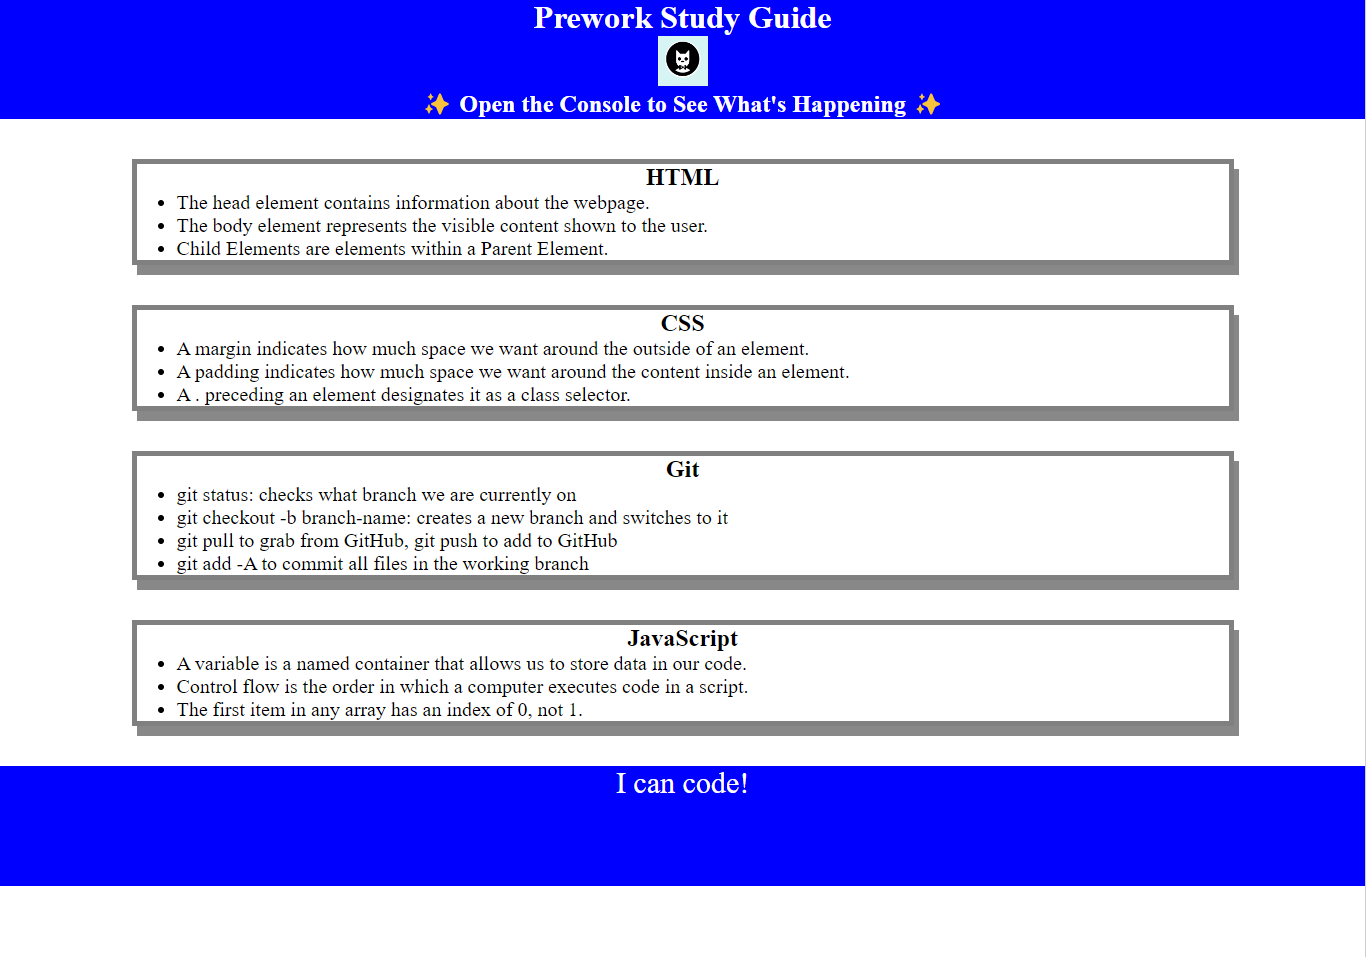 Prework Study Guide
✨ Open the Console to See What's Happening ✨
HTML
• The head element contains information about the webpage.
• The body element represents the visible content shown to the user.
• Child Elements are elements within a Parent Element.
CSS
• A margin indicates how much space we want around the outside of an element.
• A padding indicates how much space we want around the content inside an element.
• A . preceding an element designates it as a class selector.
Git
• git status: checks what branch we are currently on
• git checkout -b branch-name: creates a new branch and switches to it
• git pull to grab from GitHub, git push to add to GitHub
• git add -A to commit all files in the working branch
JavaScript
• A variable is a named container that allows us to store data in our code.
• Control flow is the order in which a computer executes code in a script.
• The first item in any array has an index of 0, not 1.
I can code!